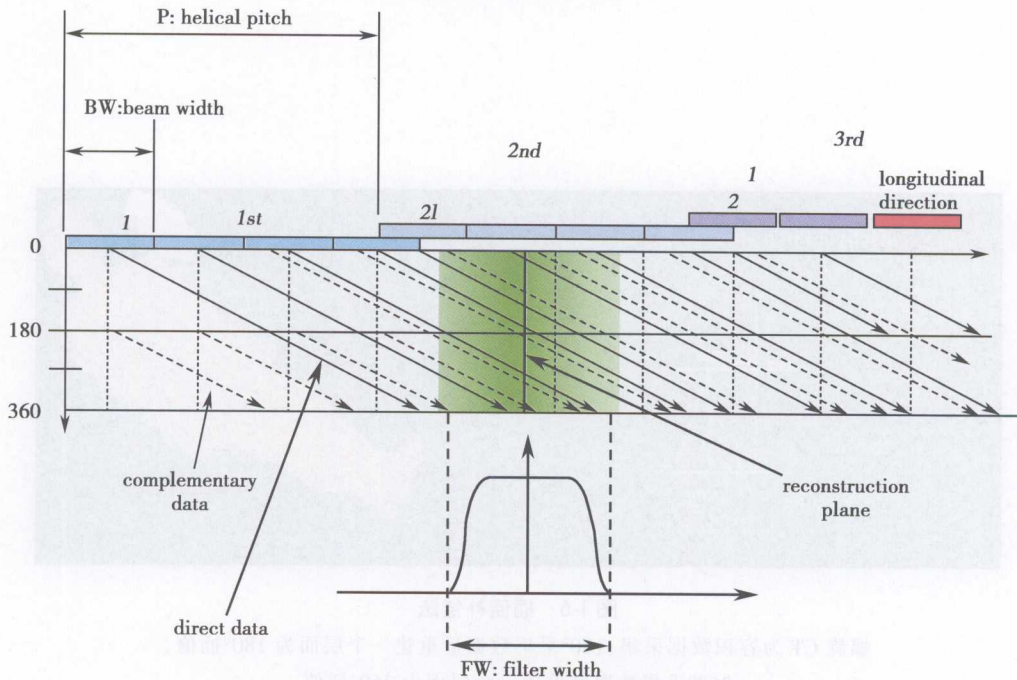 P: helical pitch
BW:beam width
2nd
3rd
1
longitudinal
direction
1
1st
2l
2
0
180
360
complementary
data
reconstruction
plane
direct data
FW: filter width